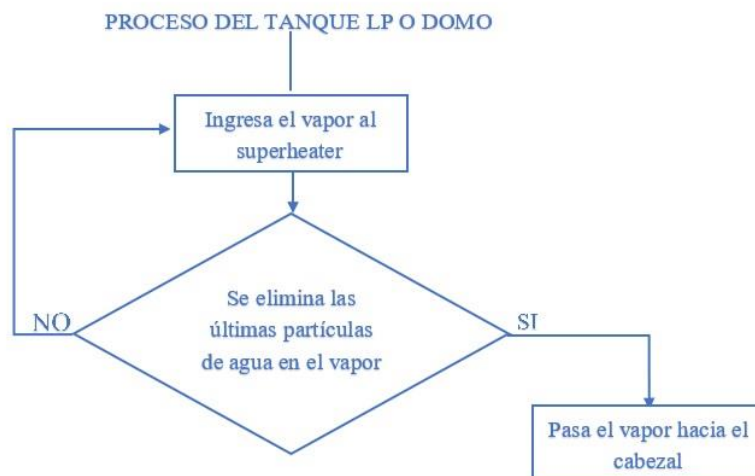 PROCESO DEL TANQUE LP O DOMO
Ingresa el vapor al
superheater
Se elimina las
últimas partículas
de agua en el vapor
NO
SI
Pasa el vapor hacia el
cabezal